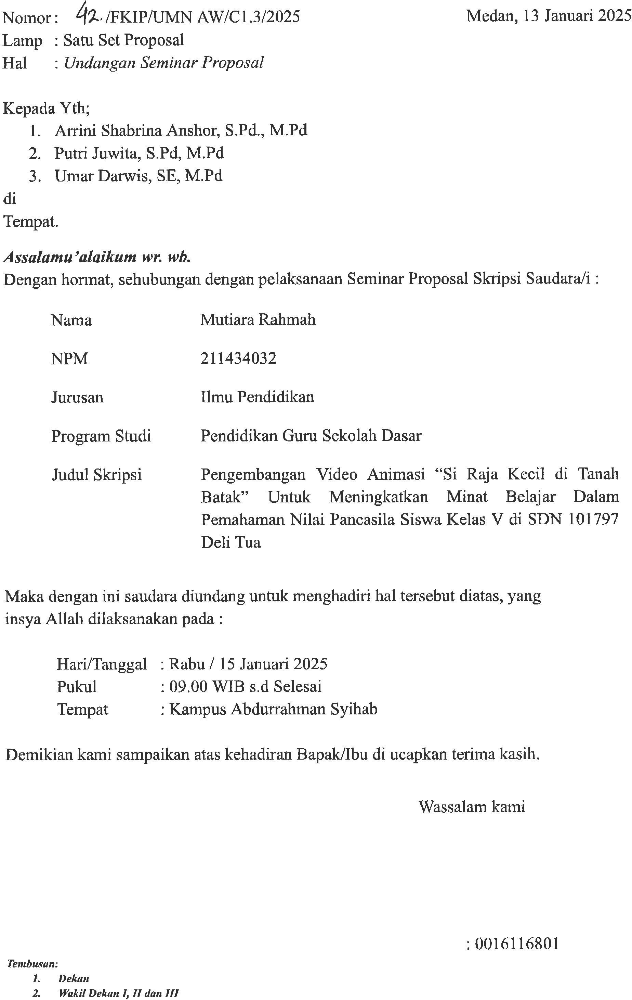 Nomor : 42. /FKIP/UMN AW/C1.3/2025 Medan, 13 Januari 2025
Lamp : Satu Set Proposal
Hal : Undangan Seminar Proposal
Kepada Yth;
1. Arrini Shabrina Anshor, S.Pd., M.Pd
2. Putri Juwita, S.Pd, M.Pd
3. Umar Darwis, SE, M.Pd
di
Tempat.
Assalamu'alaikum wr. wb.
Dengan hormat, sehubungan dengan pelaksanaan Seminar Proposal Skripsi Saudara/i :
Nama Mutiara Rahmah
NPM 211434032
Jurusan Ilmu Pendidikan
Program Studi Pendidikan Guru Sekolah Dasar
Judul Skripsi Pengembangan Video Animasi “Si Raja Kecil di Tanah
Batak” Untuk Meningkatkan Minat Belajar Dalam
Pemahaman Nilai Pancasila Siswa Kelas V di SDN 101797
Deli Tua
Maka dengan ini saudara diundang untuk menghadiri hal tersebut diatas, yang
insya Allah dilaksanakan pada :
Hari/Tanggal : Rabu / 15 Januari 2025
Pukul : 09.00 WIB s.d Selesai
Tempat : Kampus Abdurrahman Syihab
Demikian kami sampaikan atas kehadiran Bapak/Ibu di ucapkan terima kasih.
Wassalam kami
: 0016116801
Tembusan:
1. Dekan
2. Wakil Dekan I, II dan III